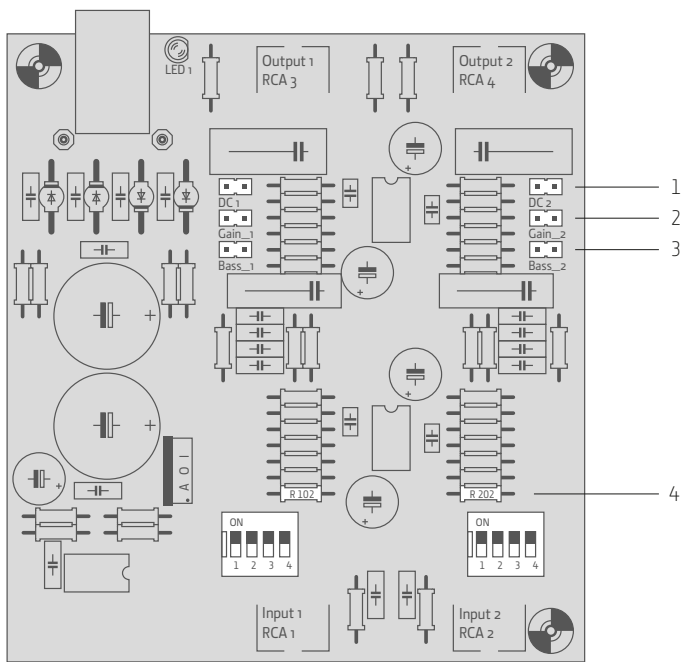 LED 1
Output 1
RCA 3
Output 2
RCA 4
DC 1
DC 2
1
Gain_1
Gain_2
2
Bass_1
Bass_2
3
I O A
R 102
R 202
4
ON
1 2 3 4
ON
1 2 3 4
Input 1
RCA 1
Input 2
RCA 2